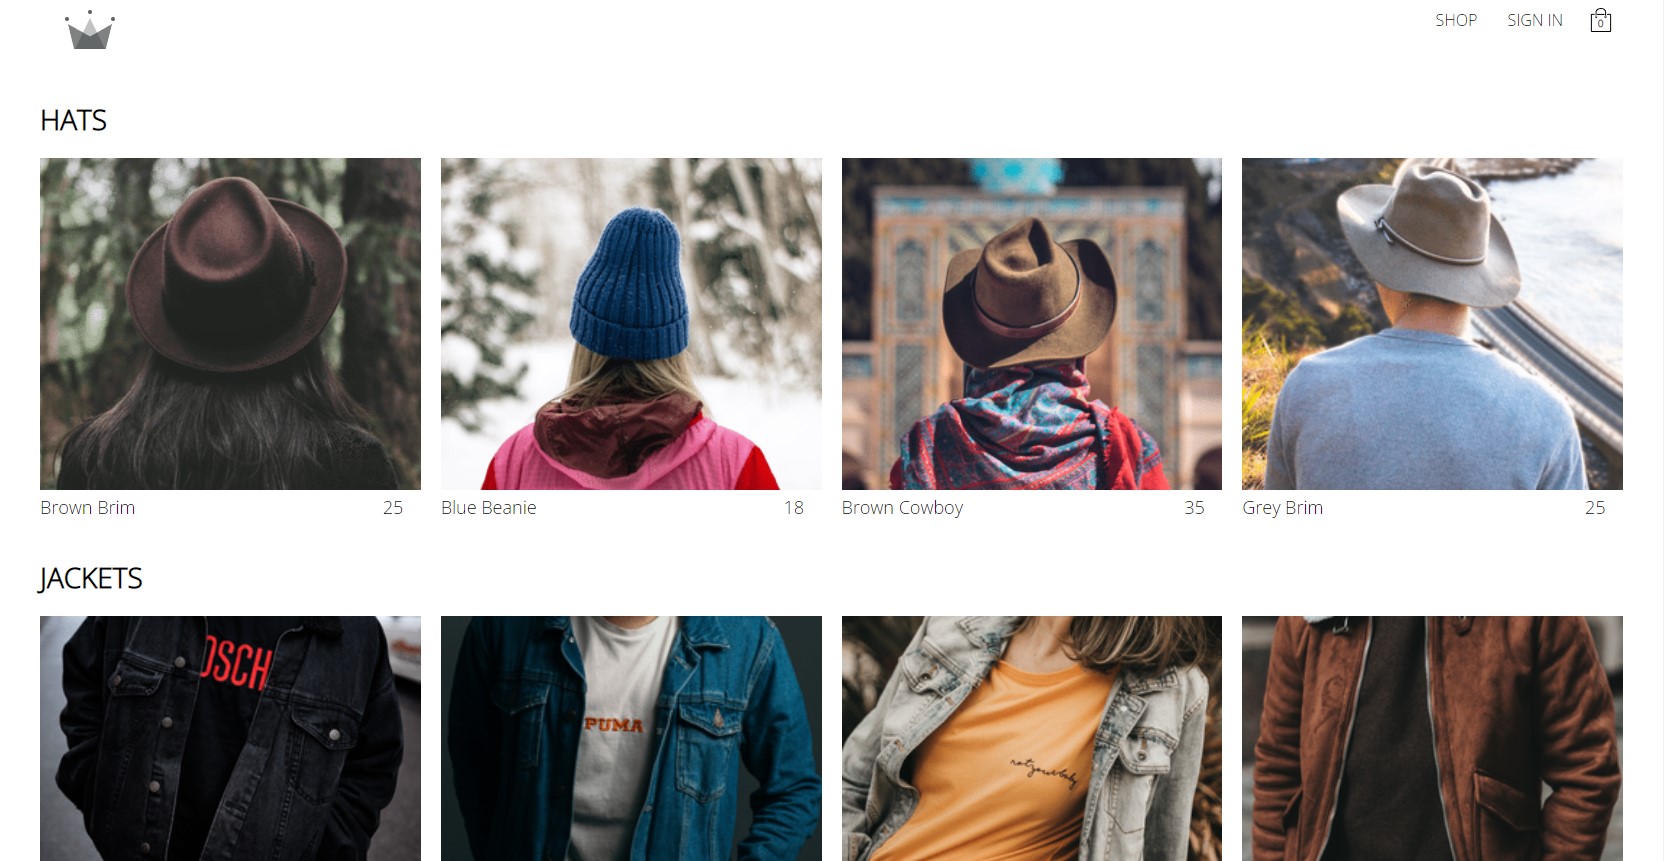 SHOP SIGN IN 0
HATS
Brown Brim 25 Blue Beanie 18 Brown Cowboy 35 Grey Brim 25
JACKETS
OSCH
PUMA
notyourbaby